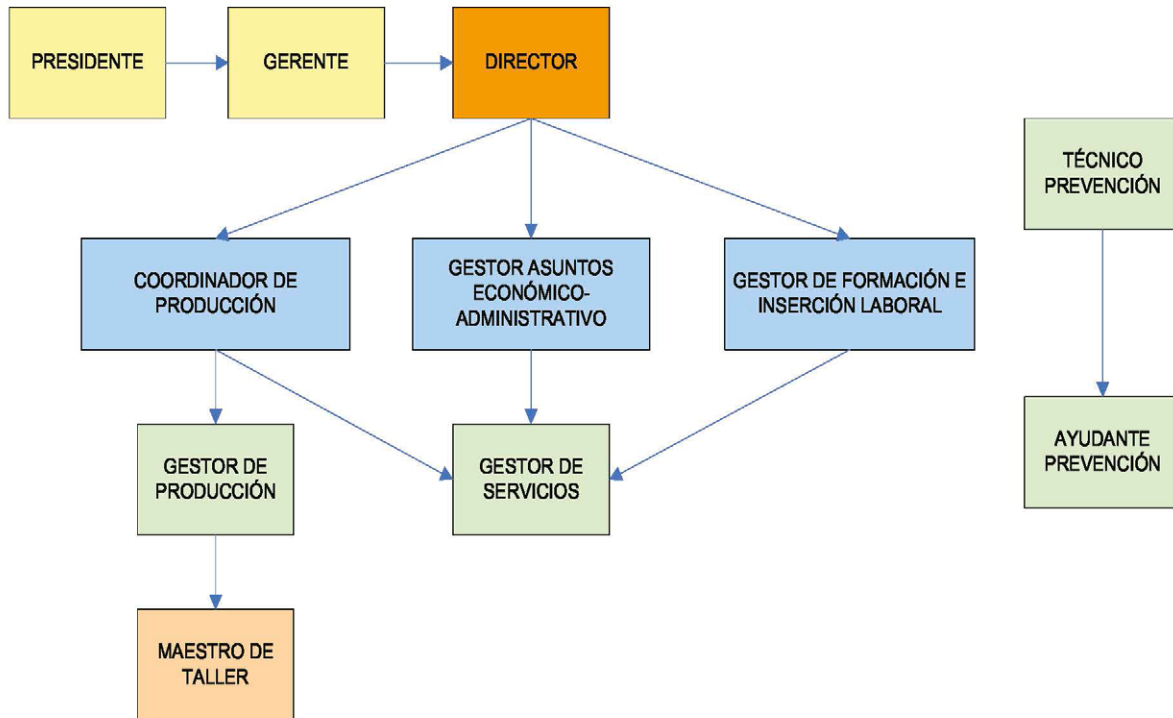 PRESIDENTE
GERENTE
DIRECTOR
TÉCNICO
PREVENCIÓN
COORDINADOR DE
PRODUCCIÓN
GESTOR ASUNTOS
ECONÓMICO-
ADMINISTRATIVO
GESTOR DE FORMACIÓN E
INSERCIÓN LABORAL
GESTOR DE
PRODUCCIÓN
GESTOR DE
SERVICIOS
AYUDANTE
PREVENCIÓN
MAESTRO DE
TALLER